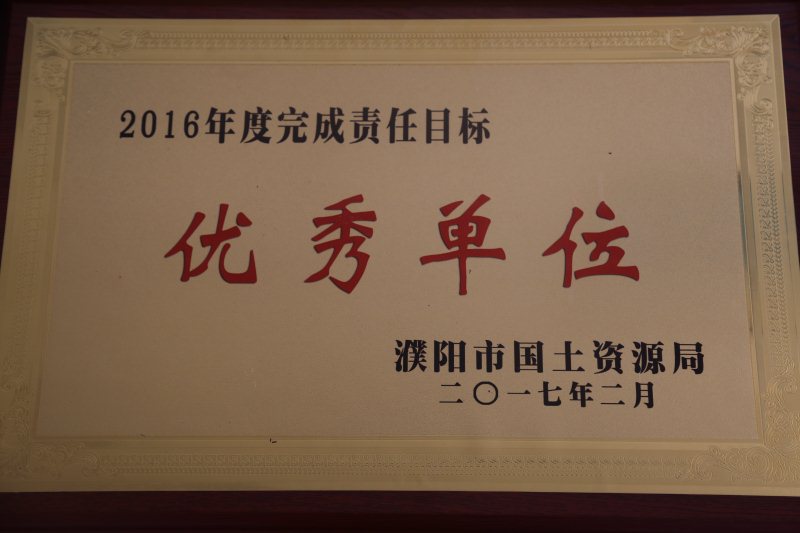 2016年度完成责任目标
优秀单位
濮阳市国土资源局
二〇一七年二月